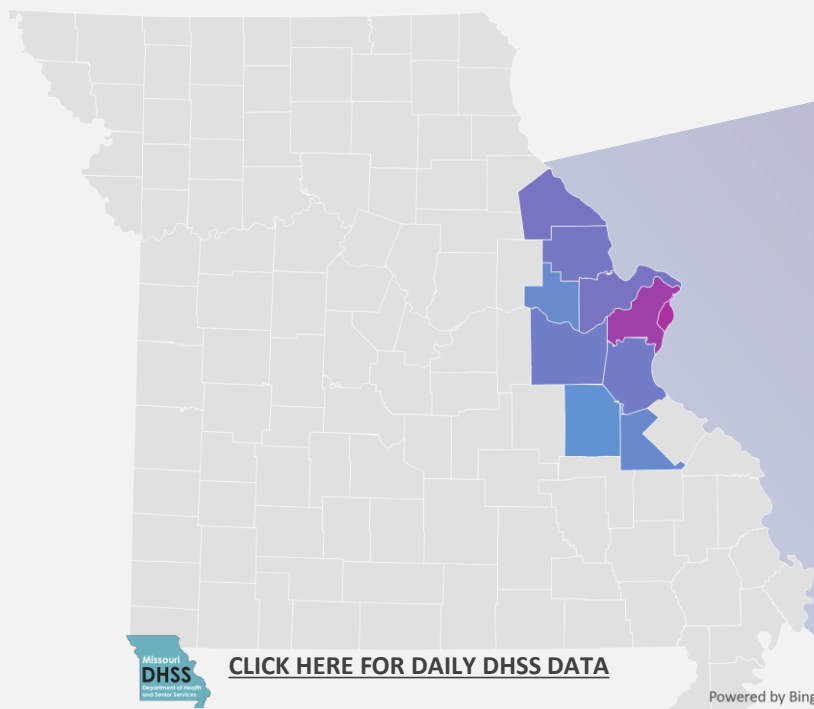 Missouri
DHSS
Department of Health
and Senior Services
CLICK HERE FOR DAILY DHSS DATA
Powered by Bing